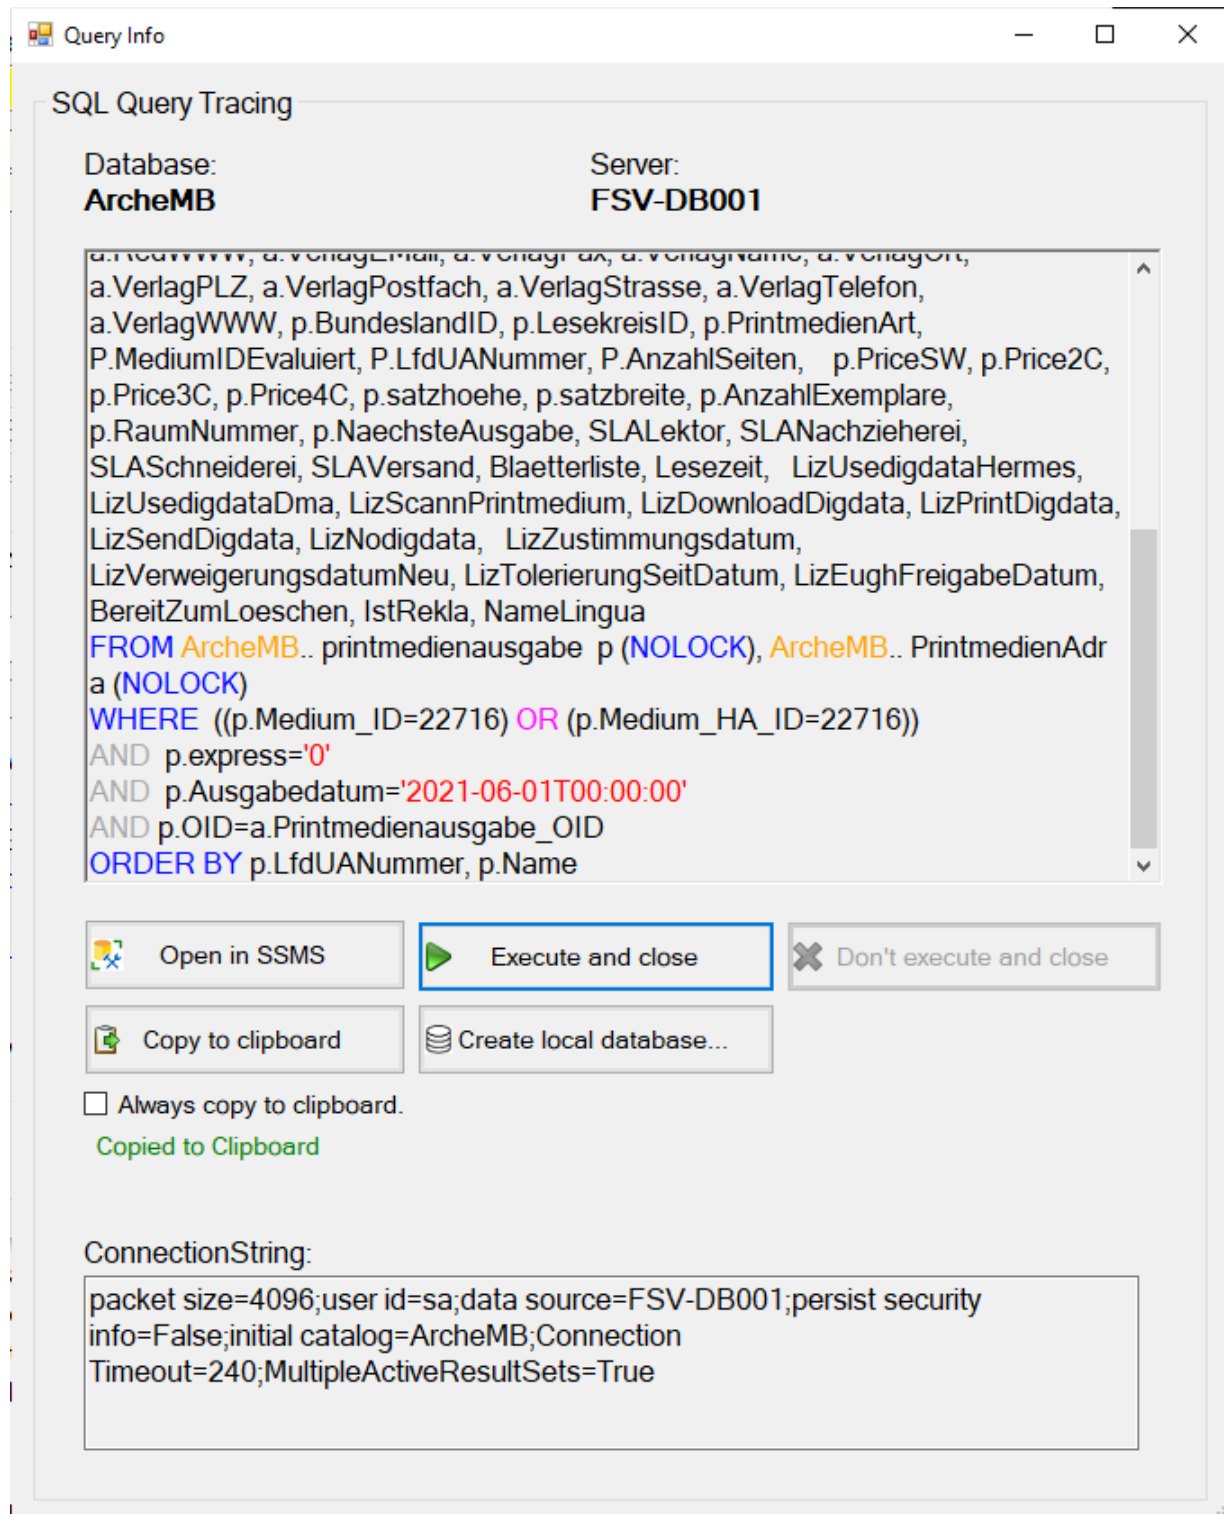 Query Info
SQL Query Tracing
Database:
Server:
ArcheMB
FSV-DB001
a.RedWWW, a.VerlagEMail, a.VerlagFax, a.VerlagName, a.VerlagOrt,
a.VerlagPLZ, a.VerlagPostfach, a.VerlagStrasse, a.VerlagTelefon,
a.VerlagWWW, p.BundeslandID, p.LesekreisID, p.PrintmedienArt,
P.MediumIDEvaluiert, P.LfdUANummer, P.AnzahlSeiten,    p.PriceSW, p.Price2C,
p.Price3C, p.Price4C, p.satzhoehe, p.satzbreite, p.AnzahlExemplare,
p.RaumNummer, p.NaechsteAusgabe, SLALektor, SLANachzieherei,
SLASchneiderei, SLAVersand, Blaetterliste, Lesezeit,   LizUsedigdataHermes,
LizUsedigdataDma, LizScannPrintmedium, LizDownloadDigdata, LizPrintDigdata,
LizSendDigdata, LizNodigdata,   LizZustimmungsdatum,
LizVerweigerungsdatumNeu, LizTolerierungSeitDatum, LizEughFreigabeDatum,
BereitZumLoeschen, IstRekla, NameLingua
FROM ArcheMB.. printmedienausgabe  p (NOLOCK), ArcheMB.. PrintmedienAdr
a (NOLOCK)
WHERE  ((p.Medium_ID=22716) OR (p.Medium_HA_ID=22716))
AND  p.express='0'
AND  p.Ausgabedatum='2021-06-01T00:00:00'
AND p.OID=a.Printmedienausgabe_OID
ORDER BY p.LfdUANummer, p.Name
Open in SSMS
Execute and close
Don't execute and close
Copy to clipboard
Create local database...
Always copy to clipboard.
Copied to Clipboard
ConnectionString:
packet size=4096;user id=sa;data source=FSV-DB001;persist security
info=False;initial catalog=ArcheMB;Connection
Timeout=240;MultipleActiveResultSets=True